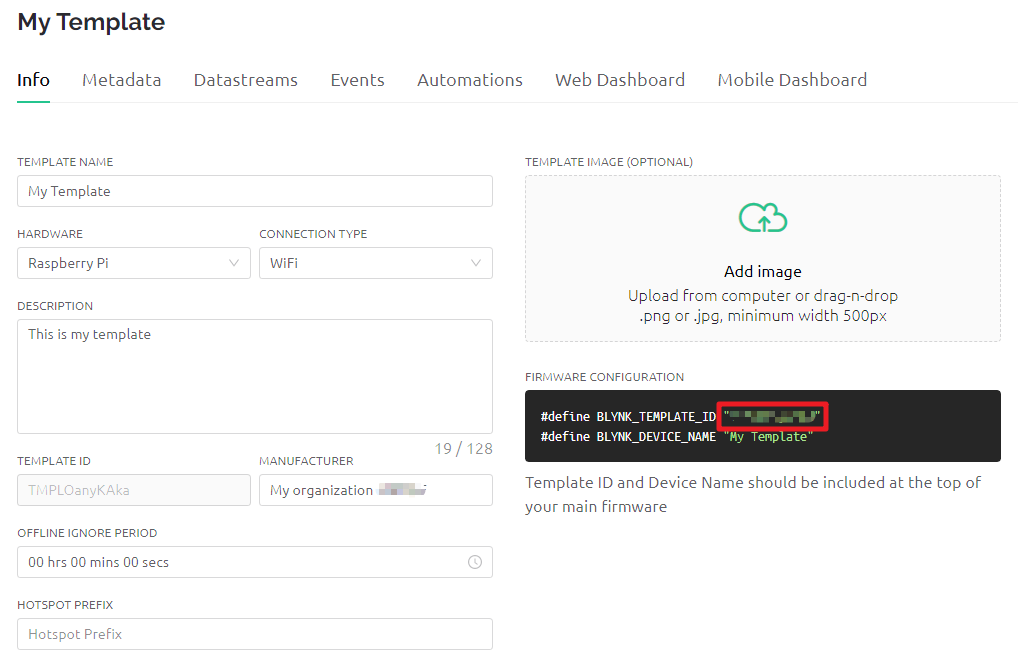 My Template
Info Metadata Datastreams Events Automations Web Dashboard Mobile Dashboard
TEMPLATE NAME
My Template
HARDWARE CONNECTION TYPE
Raspberry Pi WiFi
DESCRIPTION
This is my template
19 / 128
TEMPLATE ID MANUFACTURER
TMPLOanyKAka My organization
OFFLINE IGNORE PERIOD
00 hrs 00 mins 00 secs
HOTSPOT PREFIX
Hotspot Prefix
TEMPLATE IMAGE (OPTIONAL)
Add image
Upload from computer or drag-n-drop
.png or .jpg, minimum width 500px
FIRMWARE CONFIGURATION
#define BLYNK_TEMPLATE_ID
#define BLYNK_DEVICE_NAME "My Template"
Template ID and Device Name should be included at the top of
your main firmware